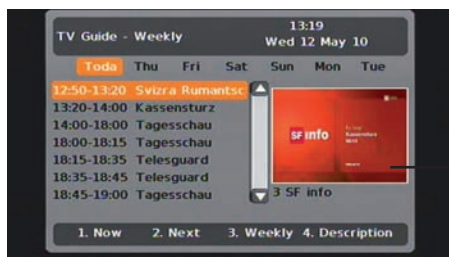 TV Guide - Weekly
13:19
Wed 12 May 10
Toda Thu Fri Sat Sun Mon Tue
12:50-13:20 Svizra Rumantsc
13:20-14:00 Kassensturz
14:00-18:00 Tagesschau
18:00-18:15 Tagesschau
18:15-18:35 Telesguard
18:35-18:45 Telesguard
18:45-19:00 Tagesschau
SF info
3 SF info
1. Now 2. Next 3. Weekly 4. Description